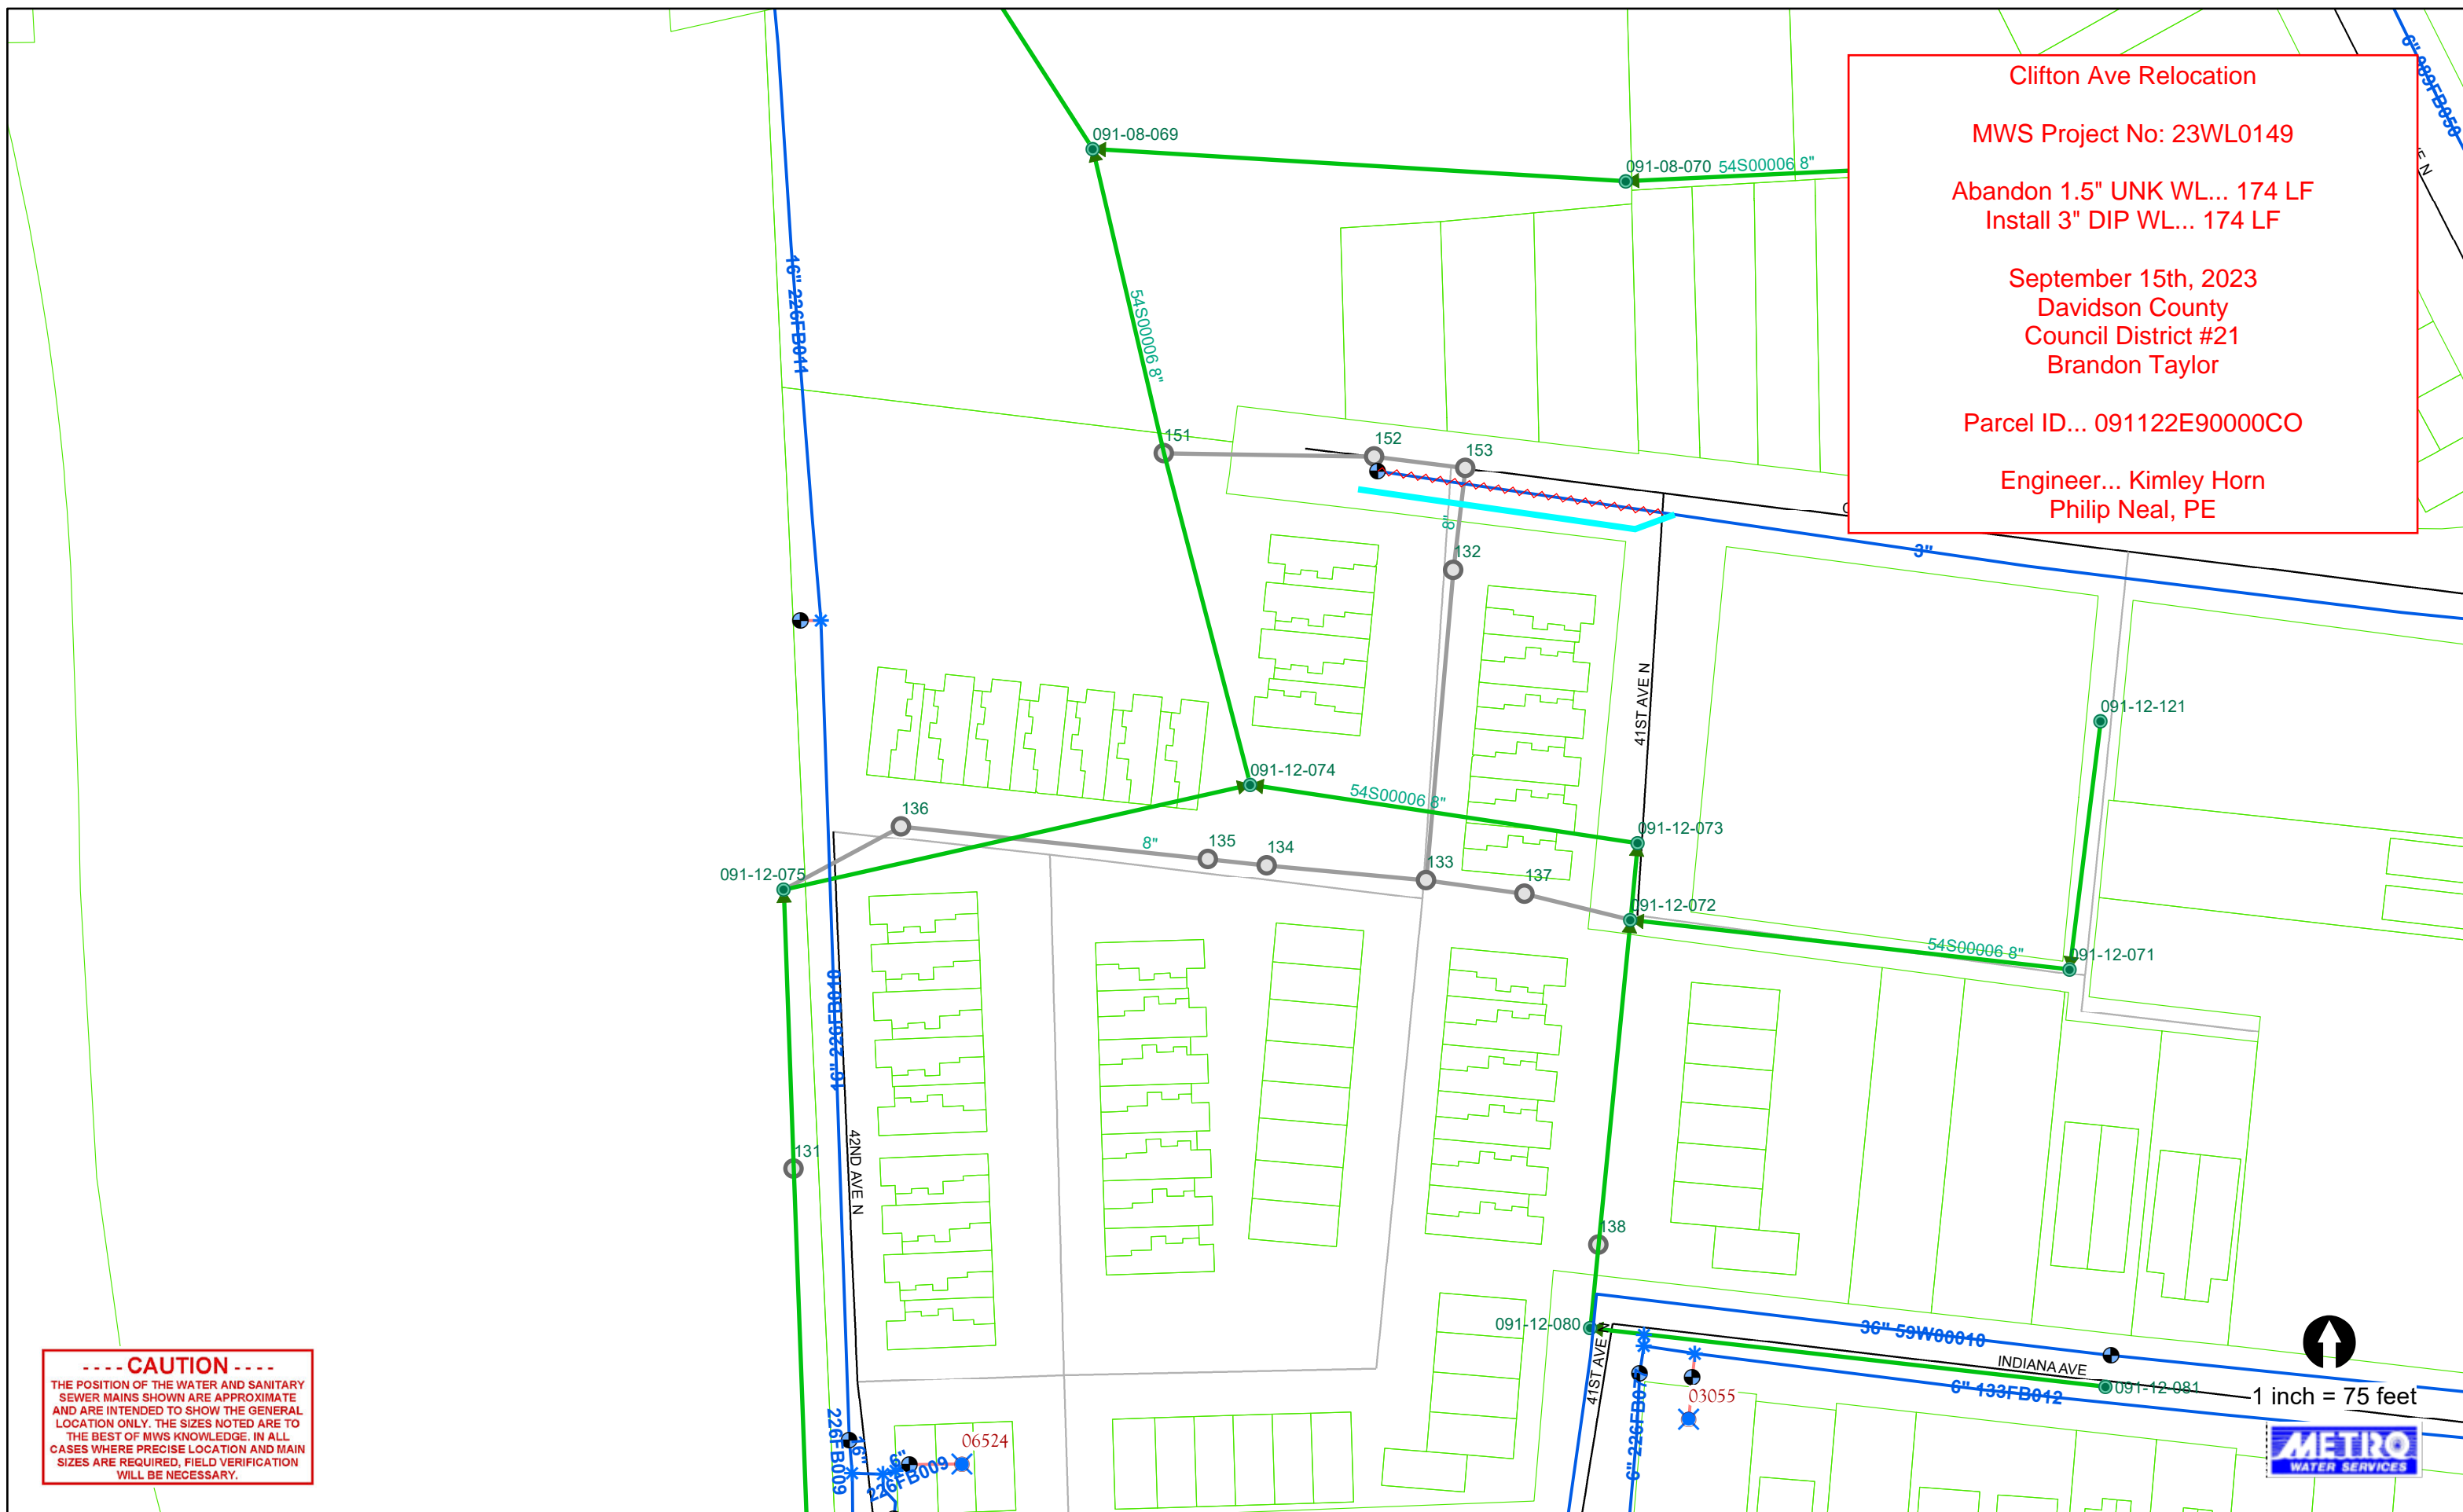 Clifton Ave Relocation
MWS Project No: 23WL0149
Abandon 1.5" UNK WL... 174 LF
Install 3" DIP WL... 174 LF
September 15th, 2023
Davidson County
Council District #21
Brandon Taylor
Parcel ID... 091122E90000CO
Engineer... Kimley Horn
Philip Neal, PE
091-08-069
091-08-070
54S00006 8"
16" 226FB011
54S00006 8"
151
152
153
8"
132
3"
41ST AVE N
091-12-121
091-12-074
54S00006 8"
091-12-073
136
8"
135
134
133
137
091-12-075
091-12-072
54S00006 8"
091-12-071
16" 226FB010
42ND AVE N
131
138
091-12-080
36" 59W00010
INDIANA AVE
091-12-081
6" 133FB012
41ST AVE N
03055
226FB009
16"
6"
226FB009
06524
1 inch = 75 feet
METRO
WATER SERVICES
- - - - CAUTION - - - -
THE POSITION OF THE WATER AND SANITARY
SEWER MAINS SHOWN ARE APPROXIMATE
AND ARE INTENDED TO SHOW THE GENERAL
LOCATION ONLY. THE SIZES NOTED ARE TO
THE BEST OF MWS KNOWLEDGE. IN ALL
CASES WHERE PRECISE LOCATION AND MAIN
SIZES ARE REQUIRED, FIELD VERIFICATION
WILL BE NECESSARY.